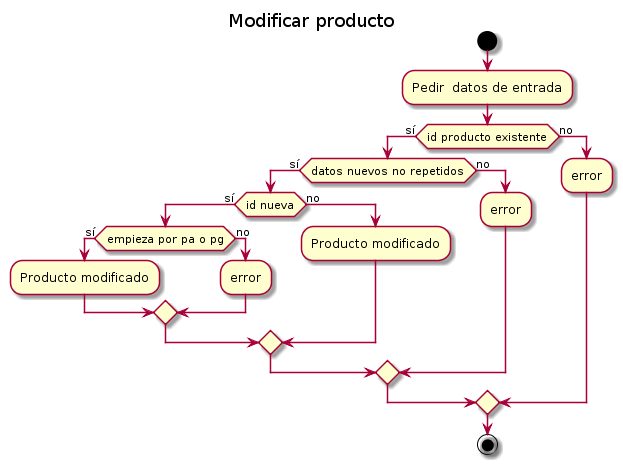 Modificar producto
Pedir  datos de entrada
sí
id producto existente
no
sí
datos nuevos no repetidos
no
error
sí
id nueva
no
error
sí
empieza por pa o pg
no
Producto modificado
Producto modificado
error